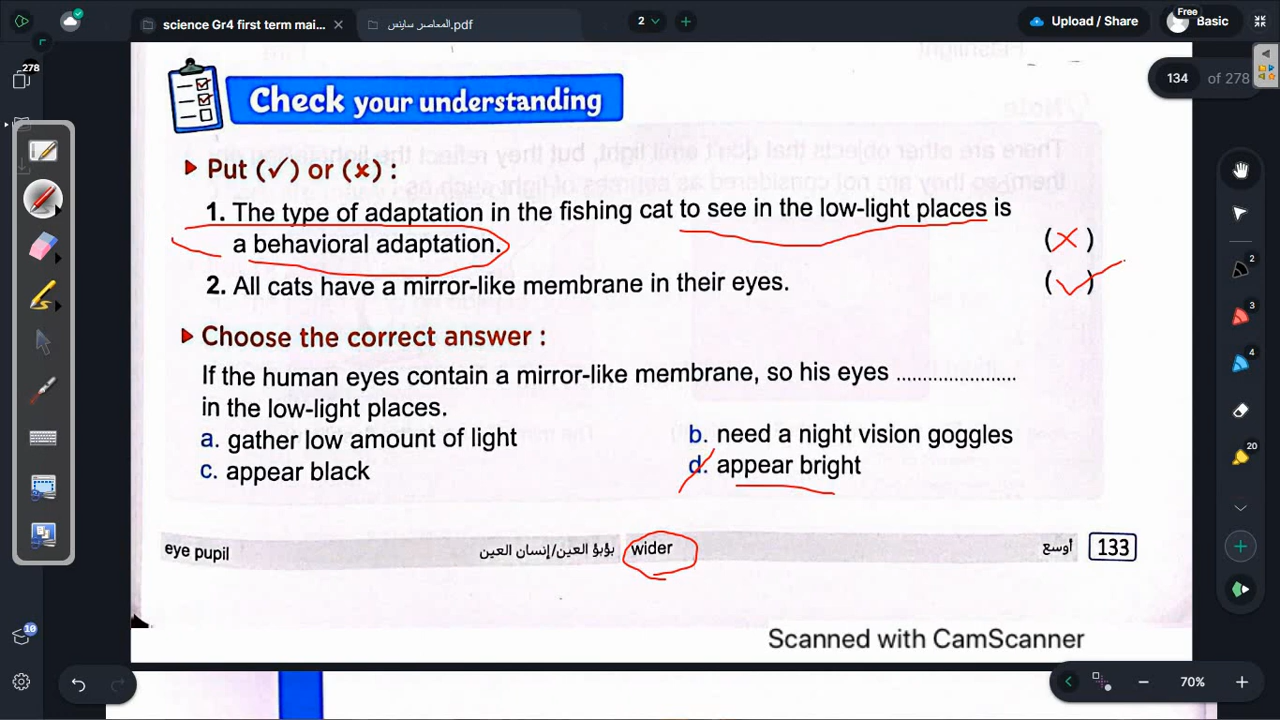 science Gr4 first term mai...
المعاصر ساينس.pdf
2
Upload / Share
Free
Basic
278
134 of 278
Check your understanding
Put (✓) or (×) :
1. The type of adaptation in the fishing cat to see in the low-light places is
a behavioral adaptation.
(×)
2. All cats have a mirror-like membrane in their eyes.
(✓)
Choose the correct answer :
If the human eyes contain a mirror-like membrane, so his eyes ........................
in the low-light places.
a. gather low amount of light
b. need a night vision goggles
c. appear black
d. appear bright
eye pupil
بؤبؤ العين/إنسان العين
wider
أوسع
133
Scanned with CamScanner
2
3
4
20
10
70%